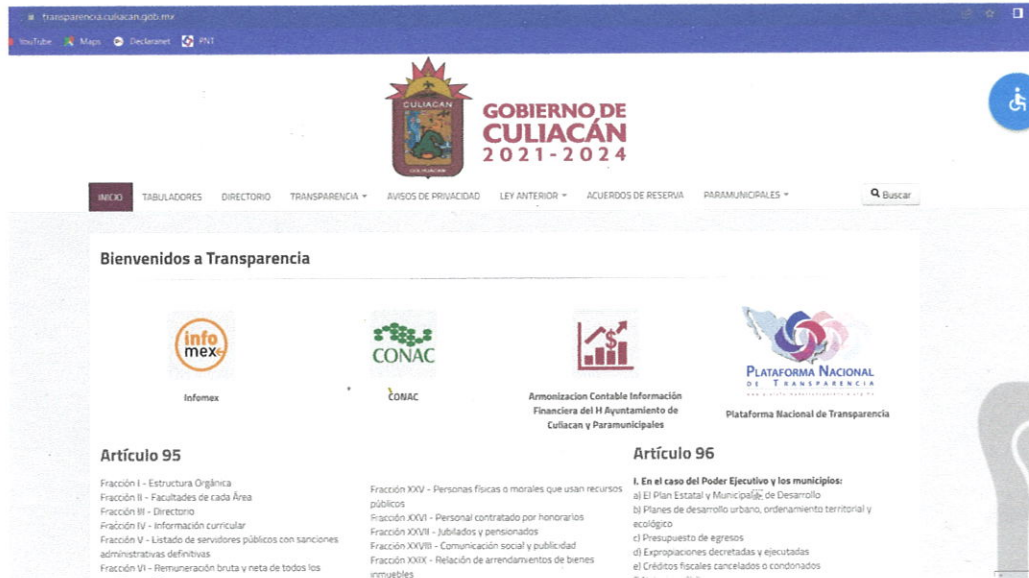 transparencia.culiacan.gob.mx
YouTube Maps Declaranet PNT
CULIACAN
GOBIERNO DE
CULIACÁN
2021-2024
INICIO TABULADORES DIRECTORIO TRANSPARENCIA AVISOS DE PRIVACIDAD LEY ANTERIOR ACUERDOS DE RESERVA PARAMUNICIPALES Buscar
Bienvenidos a Transparencia
info
mex
CONAC
PLATAFORMA NACIONAL
DE TRANSPARENCIA
Infomex
CONAC
Armonizacion Contable Información
Financiera del H Ayuntamiento de
Culiacan y Paramunicipales
Plataforma Nacional de Transparencia
Artículo 95
Fracción I - Estructura Orgánica
Fracción II - Facultades de cada Área
Fracción III - Directorio
Fracción IV - Información curricular
Fracción V - Listado de servidores públicos con sanciones
administrativas definitivas
Fracción VI - Remuneración bruta y neta de todos los
Fracción XXV - Personas físicas o morales que usan recursos
públicos
Fracción XXVI - Personal contratado por honorarios
Fracción XXVII - Jubilados y pensionados
Fracción XXVIII - Comunicación social y publicidad
Fracción XXIX - Relación de arrendamientos de bienes
inmuebles
Artículo 96
I. En el caso del Poder Ejecutivo y los municipios:
a) El Plan Estatal y Municipal de Desarrollo
b) Planes de desarrollo urbano, ordenamiento territorial y
ecológico
c) Presupuesto de egresos
d) Expropiaciones decretadas y ejecutadas
e) Créditos fiscales cancelados o condonados